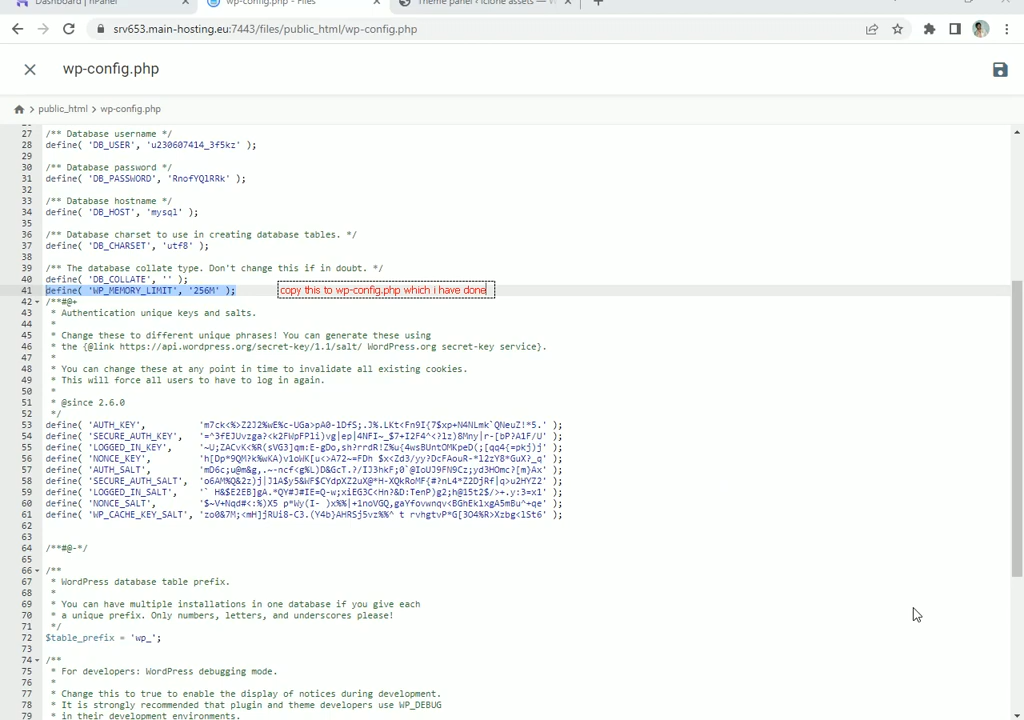 Dashboard | hPanel
wp-config.php - Files
Theme panel ‹ iclone assets — W
srv653.main-hosting.eu:7443/files/public_html/wp-config.php
wp-config.php
public_html > wp-config.php
27 /** Database username */
28 define( 'DB_USER', 'u230607414_3f5kz' );
29
30 /** Database password */
31 define( 'DB_PASSWORD', 'RnofYQlRRk' );
32
33 /** Database hostname */
34 define( 'DB_HOST', 'mysql' );
35
36 /** Database charset to use in creating database tables. */
37 define( 'DB_CHARSET', 'utf8' );
38
39 /** The database collate type. Don't change this if in doubt. */
40 define( 'DB_COLLATE', '' );
41 define( 'WP_MEMORY_LIMIT', '256M' ); copy this to wp-config.php which i have done
42 /**#@+
43 * Authentication unique keys and salts.
44 *
45 * Change these to different unique phrases! You can generate these using
46 * the {@link https://api.wordpress.org/secret-key/1.1/salt/ WordPress.org secret-key service}.
47 *
48 * You can change these at any point in time to invalidate all existing cookies.
49 * This will force all users to have to log in again.
50 *
51 * @since 2.6.0
52 */
53 define( 'AUTH_KEY',
54 define( 'SECURE_AUTH_KEY',
55 define( 'LOGGED_IN_KEY',
56 define( 'NONCE_KEY',
57 define( 'AUTH_SALT',
58 define( 'SECURE_AUTH_SALT',
59 define( 'LOGGED_IN_SALT',
60 define( 'NONCE_SALT',
61 define( 'WP_CACHE_KEY_SALT',
62
63
64 /**#@-*/
65
66 /**
67 * WordPress database table prefix.
68 *
69 * You can have multiple installations in one database if you give each
70 * a unique prefix. Only numbers, letters, and underscores please!
71 */
72 $table_prefix = 'wp_';
73
74 /**
75 * For developers: WordPress debugging mode.
76 *
77 * Change this to true to enable the display of notices during development.
78 * It is strongly recommended that plugin and theme developers use WP_DEBUG
79 * in their development environments.